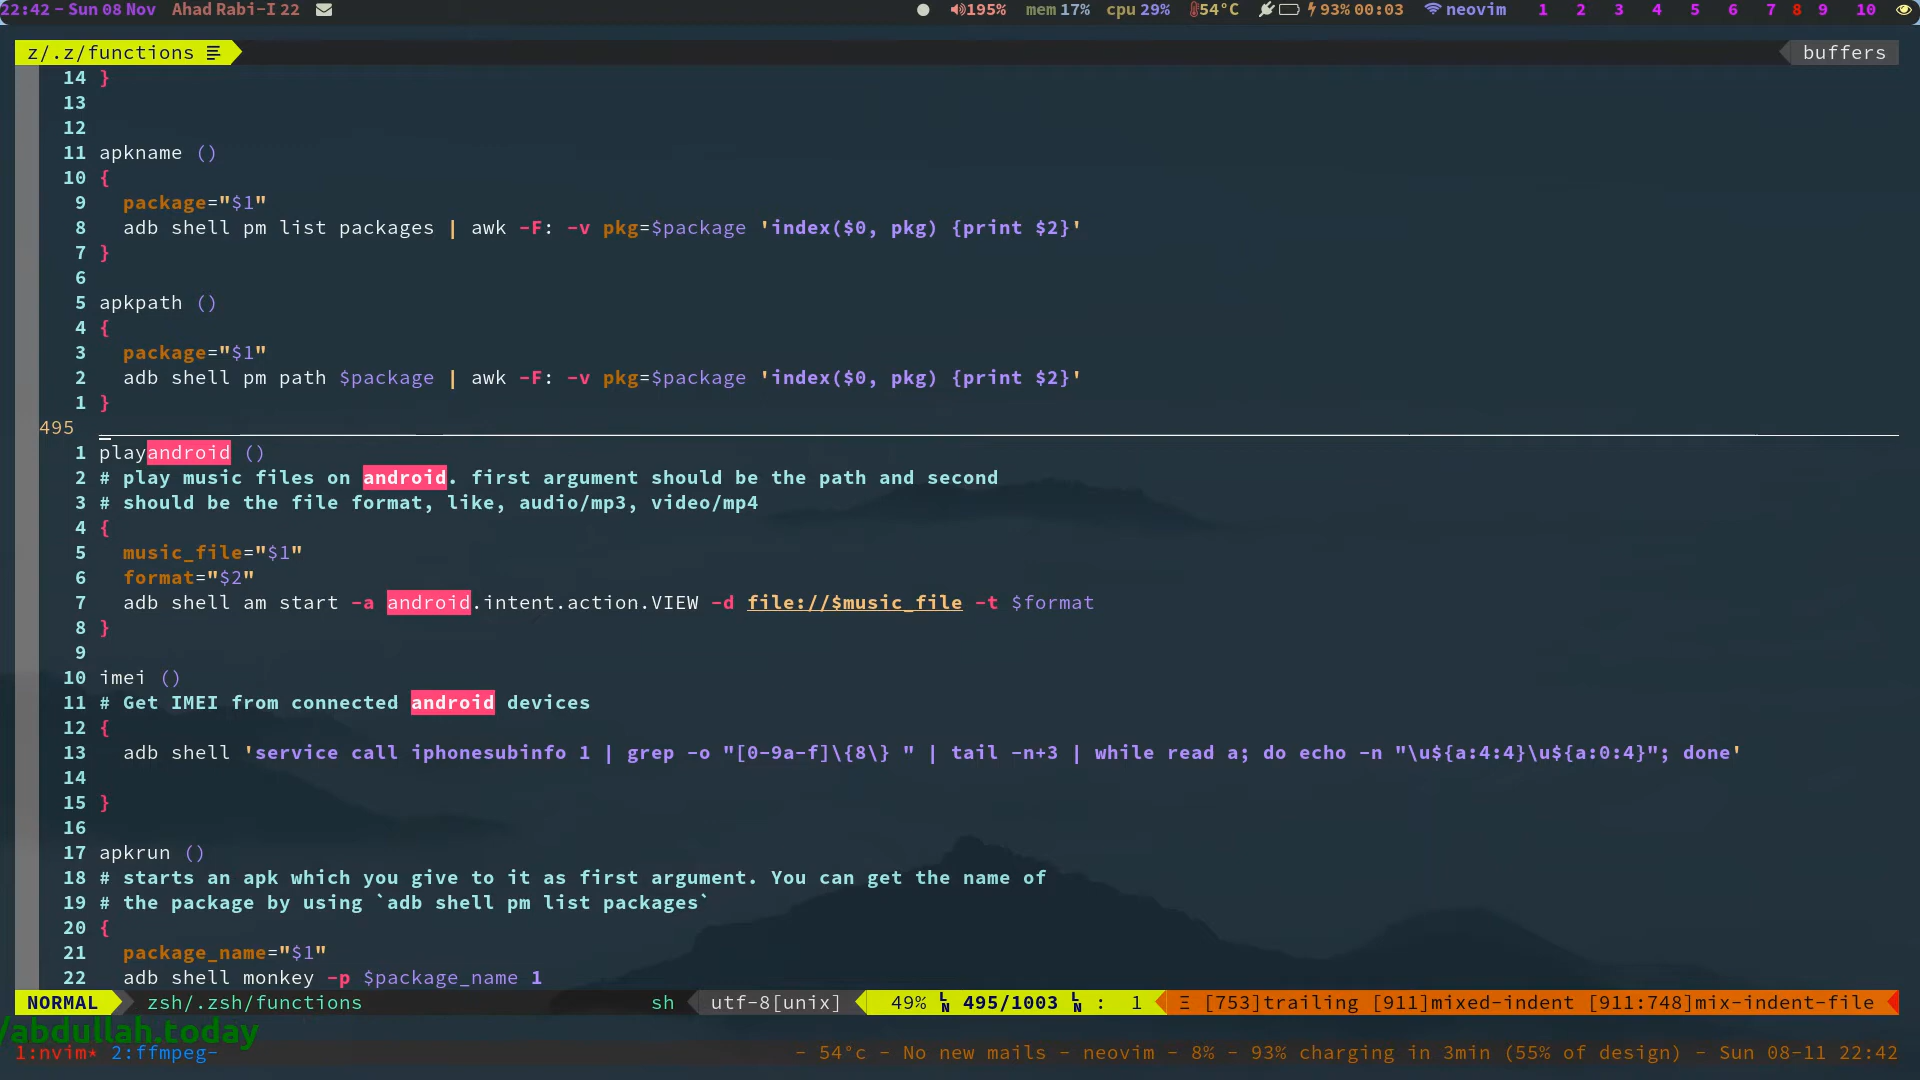 22:42 - Sun 08 Nov Ahad Rabi-I 22 195% mem 17% cpu 29% 54°C 93% 00:03 neovim 1 2 3 4 5 6 7 8 9 10
z/.z/functions buffers
14 }
13
12
11 apkname ()
10 {
9 package="$1"
8 adb shell pm list packages | awk -F: -v pkg=$package 'index($0, pkg) {print $2}'
7 }
6
5 apkpath ()
4 {
3 package="$1"
2 adb shell pm path $package | awk -F: -v pkg=$package 'index($0, pkg) {print $2}'
1 }
495
1 playandroid ()
2 # play music files on android. first argument should be the path and second
3 # should be the file format, like, audio/mp3, video/mp4
4 {
5 music_file="$1"
6 format="$2"
7 adb shell am start -a android.intent.action.VIEW -d file://$music_file -t $format
8 }
9
10 imei ()
11 # Get IMEI from connected android devices
12 {
13 adb shell 'service call iphonesubinfo 1 | grep -o "[0-9a-f]\{8\} " | tail -n+3 | while read a; do echo -n "\u${a:4:4}\u${a:0:4}"; done'
14
15 }
16
17 apkrun ()
18 # starts an apk which you give to it as first argument. You can get the name of
19 # the package by using `adb shell pm list packages`
20 {
21 package_name="$1"
22 adb shell monkey -p $package_name 1
NORMAL zsh/.zsh/functions sh utf-8[unix] 49% 495/1003 : 1 Ξ [753]trailing [911]mixed-indent [911:748]mix-indent-file
/abdullah.today
1:nvim* 2:ffmpeg- - 54°c - No new mails - neovim - 8% - 93% charging in 3min (55% of design) - Sun 08-11 22:42